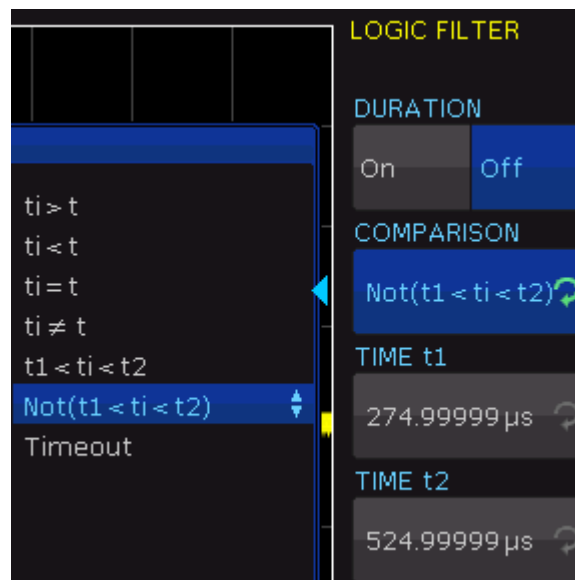 LOGIC FILTER
DURATION
On Off
COMPARISON
Not(t1<ti<t2)
TIME t1
274.99999 µs
TIME t2
524.99999 µs
ti>t
ti<t
ti=t
ti≠t
t1<ti<t2
Not(t1<ti<t2)
Timeout